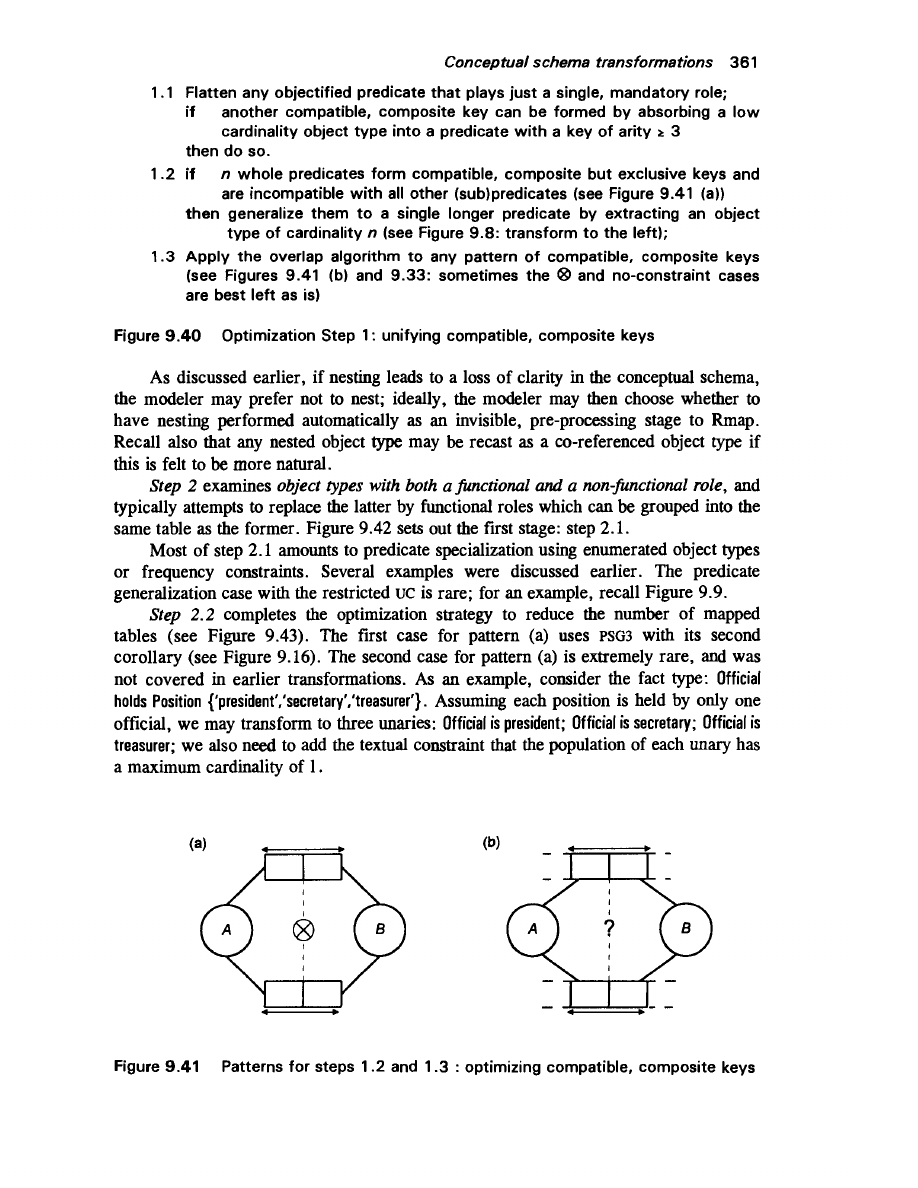 Conceptual schema transformations 361
1.1 Flatten any objectified predicate that plays just a single, mandatory role;
if another compatible, composite key can be formed by absorbing a low
cardinality object type into a predicate with a key of arity ≥ 3
then do so.
1.2 if n whole predicates form compatible, composite but exclusive keys and
are incompatible with all other (sub)predicates (see Figure 9.41 (a))
then generalize them to a single longer predicate by extracting an object
type of cardinality n (see Figure 9.8: transform to the left);
1.3 Apply the overlap algorithm to any pattern of compatible, composite keys
(see Figures 9.41 (b) and 9.33: sometimes the ⊗ and no-constraint cases
are best left as is)
Figure 9.40 Optimization Step 1: unifying compatible, composite keys
As discussed earlier, if nesting leads to a loss of clarity in the conceptual schema,
the modeler may prefer not to nest; ideally, the modeler may then choose whether to
have nesting performed automatically as an invisible, pre-processing stage to Rmap.
Recall also that any nested object type may be recast as a co-referenced object type if
this is felt to be more natural.
Step 2 examines object types with both a functional and a non-functional role, and
typically attempts to replace the latter by functional roles which can be grouped into the
same table as the former. Figure 9.42 sets out the first stage: step 2.1.
Most of step 2.1 amounts to predicate specialization using enumerated object types
or frequency constraints. Several examples were discussed earlier. The predicate
generalization case with the restricted UC is rare; for an example, recall Figure 9.9.
Step 2.2 completes the optimization strategy to reduce the number of mapped
tables (see Figure 9.43). The first case for pattern (a) uses PSG3 with its second
corollary (see Figure 9.16). The second case for pattern (a) is extremely rare, and was
not covered in earlier transformations. As an example, consider the fact type: Official
holds Position {'president','secretary','treasurer'}. Assuming each position is held by only one
official, we may transform to three unaries: Official is president; Official is secretary; Official is
treasurer; we also need to add the textual constraint that the population of each unary has
a maximum cardinality of 1.
(a) (b)
A ⊗ B A ? B
Figure 9.41 Patterns for steps 1.2 and 1.3 : optimizing compatible, composite keys